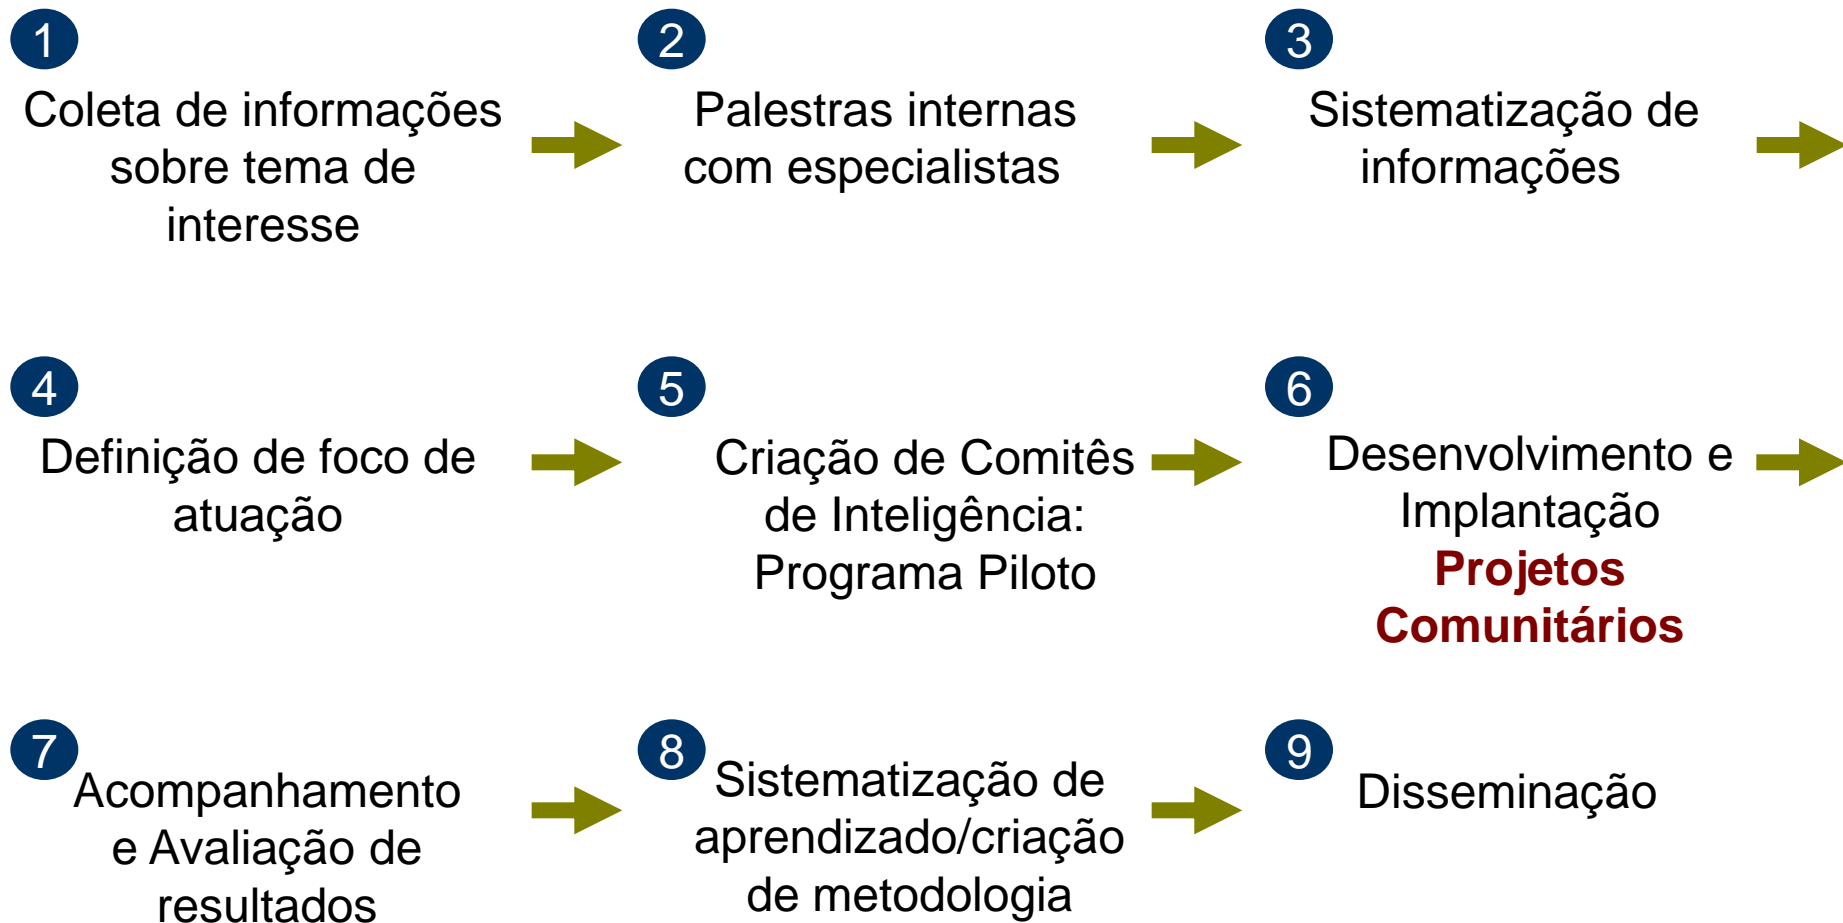 1
Coleta de informações
sobre tema de
interesse
2
Palestras internas
com especialistas
3
Sistematização de
informações
4
Definição de foco de
atuação
5
Criação de Comitês
de Inteligência:
Programa Piloto
6
Desenvolvimento e
Implantação
Projetos
Comunitários
7
Acompanhamento
e Avaliação de
resultados
8
Sistematização de
aprendizado/criação
de metodologia
9
Disseminação